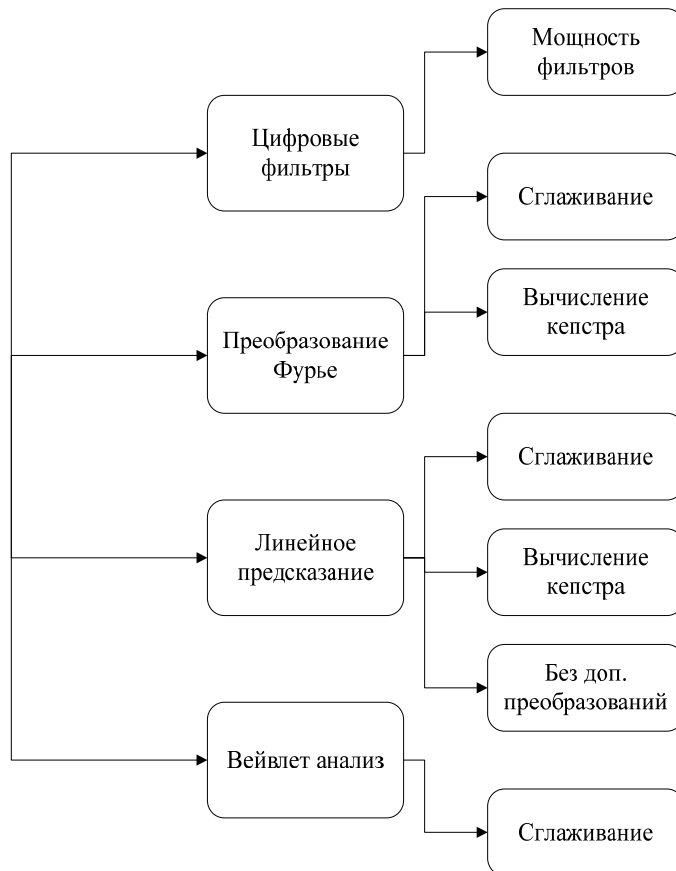 Мощность
фильтров
Цифровые
фильтры
Сглаживание
Преобразование
Фурье
Вычисление
кепстра
Сглаживание
Линейное
предсказание
Вычисление
кепстра
Без доп.
преобразований
Вейвлет анализ
Сглаживание